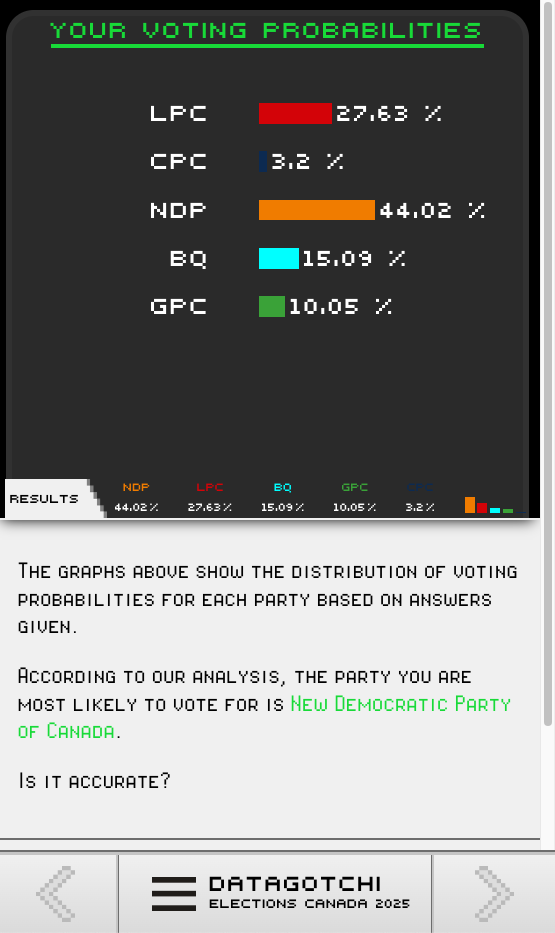 YOUR VOTING PROBABILITIES
LPC 27.63 %
CPC 3.2 %
NDP 44.02 %
BQ 15.09 %
GPC 10.05 %
RESULTS
NDP LPC BQ GPC CPC
44.02 % 27.63 % 15.09 % 10.05 % 3.2 %
The graphs above show the distribution of voting
probabilities for each party based on answers
given.
According to our analysis, the party you are
most likely to vote for is New Democratic Party
of Canada.
Is it accurate?
DATAGOTCHI
ELECTIONS CANADA 2025